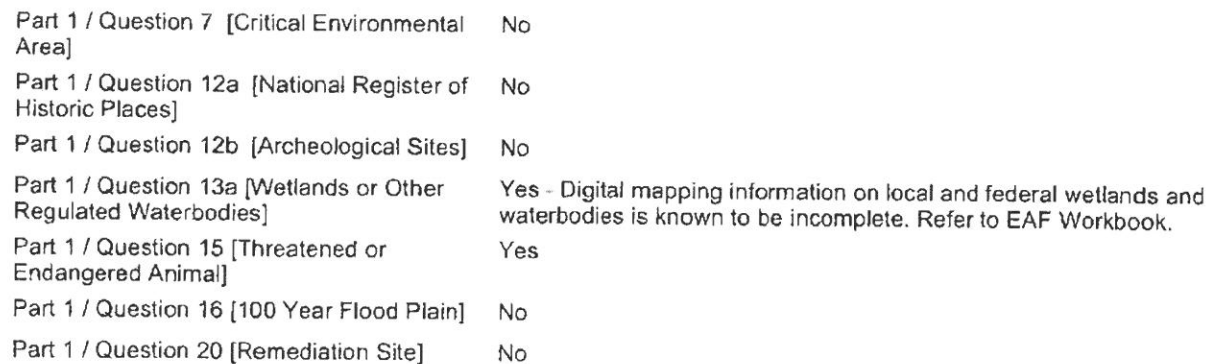 Part 1 / Question 7 [Critical Environmental Area] No
Part 1 / Question 12a [National Register of Historic Places] No
Part 1 / Question 12b [Archeological Sites] No
Part 1 / Question 13a [Wetlands or Other Regulated Waterbodies] Yes - Digital mapping information on local and federal wetlands and waterbodies is known to be incomplete. Refer to EAF Workbook.
Part 1 / Question 15 [Threatened or Endangered Animal] Yes
Part 1 / Question 16 [100 Year Flood Plain] No
Part 1 / Question 20 [Remediation Site] No